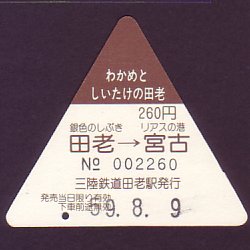 わかめと
しいたけの田老
260円
銀色のしぶき リアスの港
田老→宮古
№ 002260
三陸鉄道田老駅発行
発売当日限り有効
下車前途無効
59.8.9